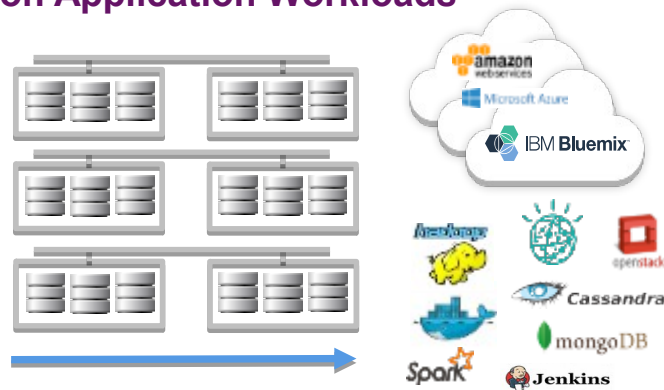 on Application Workloads
amazon
webservices
Microsoft Azure
IBM Bluemix
hadoop
openstack
Cassandra
mongoDB
Spark
Jenkins